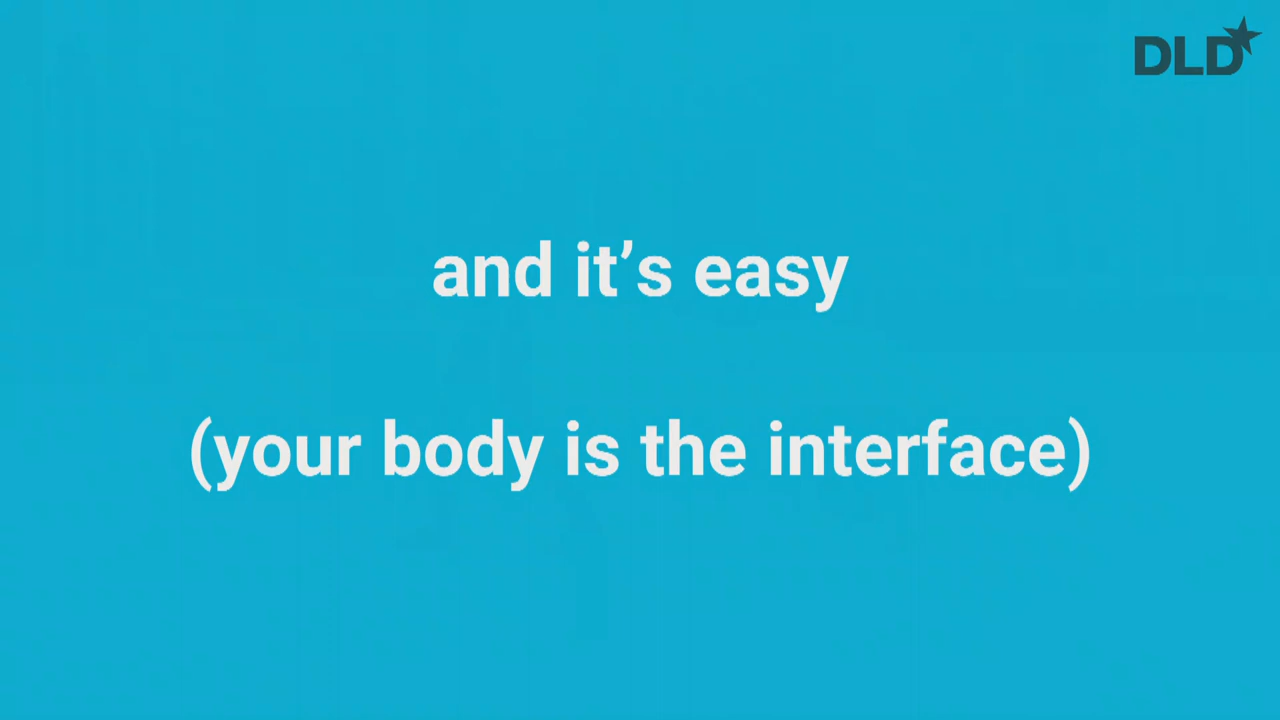 DLD
and it’s easy
(your body is the interface)